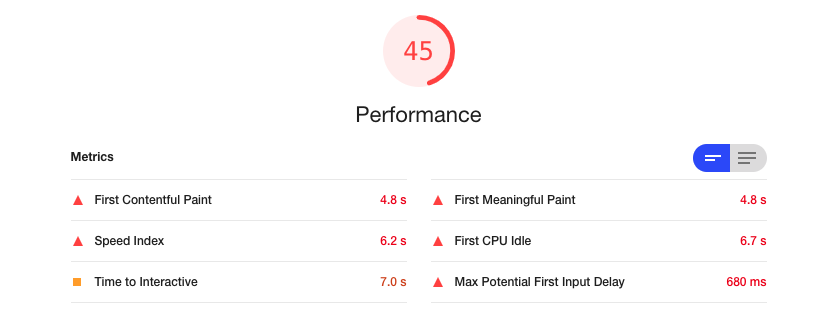 45
Performance
Metrics
First Contentful Paint 4.8 s
First Meaningful Paint 4.8 s
Speed Index 6.2 s
First CPU Idle 6.7 s
Time to Interactive 7.0 s
Max Potential First Input Delay 680 ms